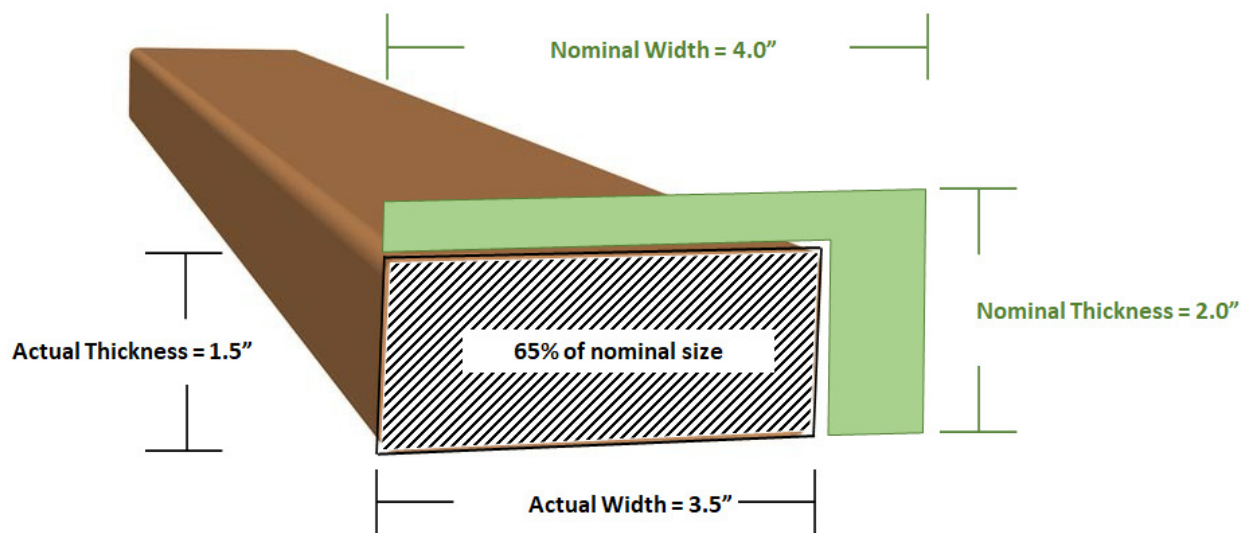 Nominal Width = 4.0”
Nominal Thickness = 2.0”
Actual Thickness = 1.5”
65% of nominal size
Actual Width = 3.5”